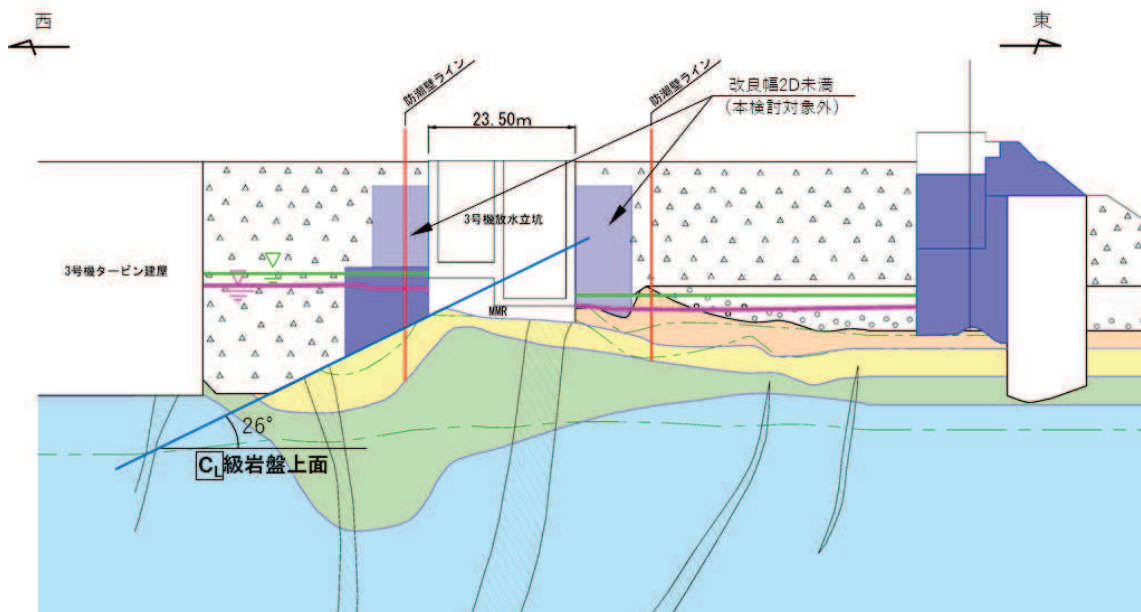 西
東
防潮壁ライン
防潮壁ライン
改良幅2D未満
(本検討対象外)
23.50m
3号機放水立坑
3号機タービン建屋
MMR
26°
CL級岩盤上面